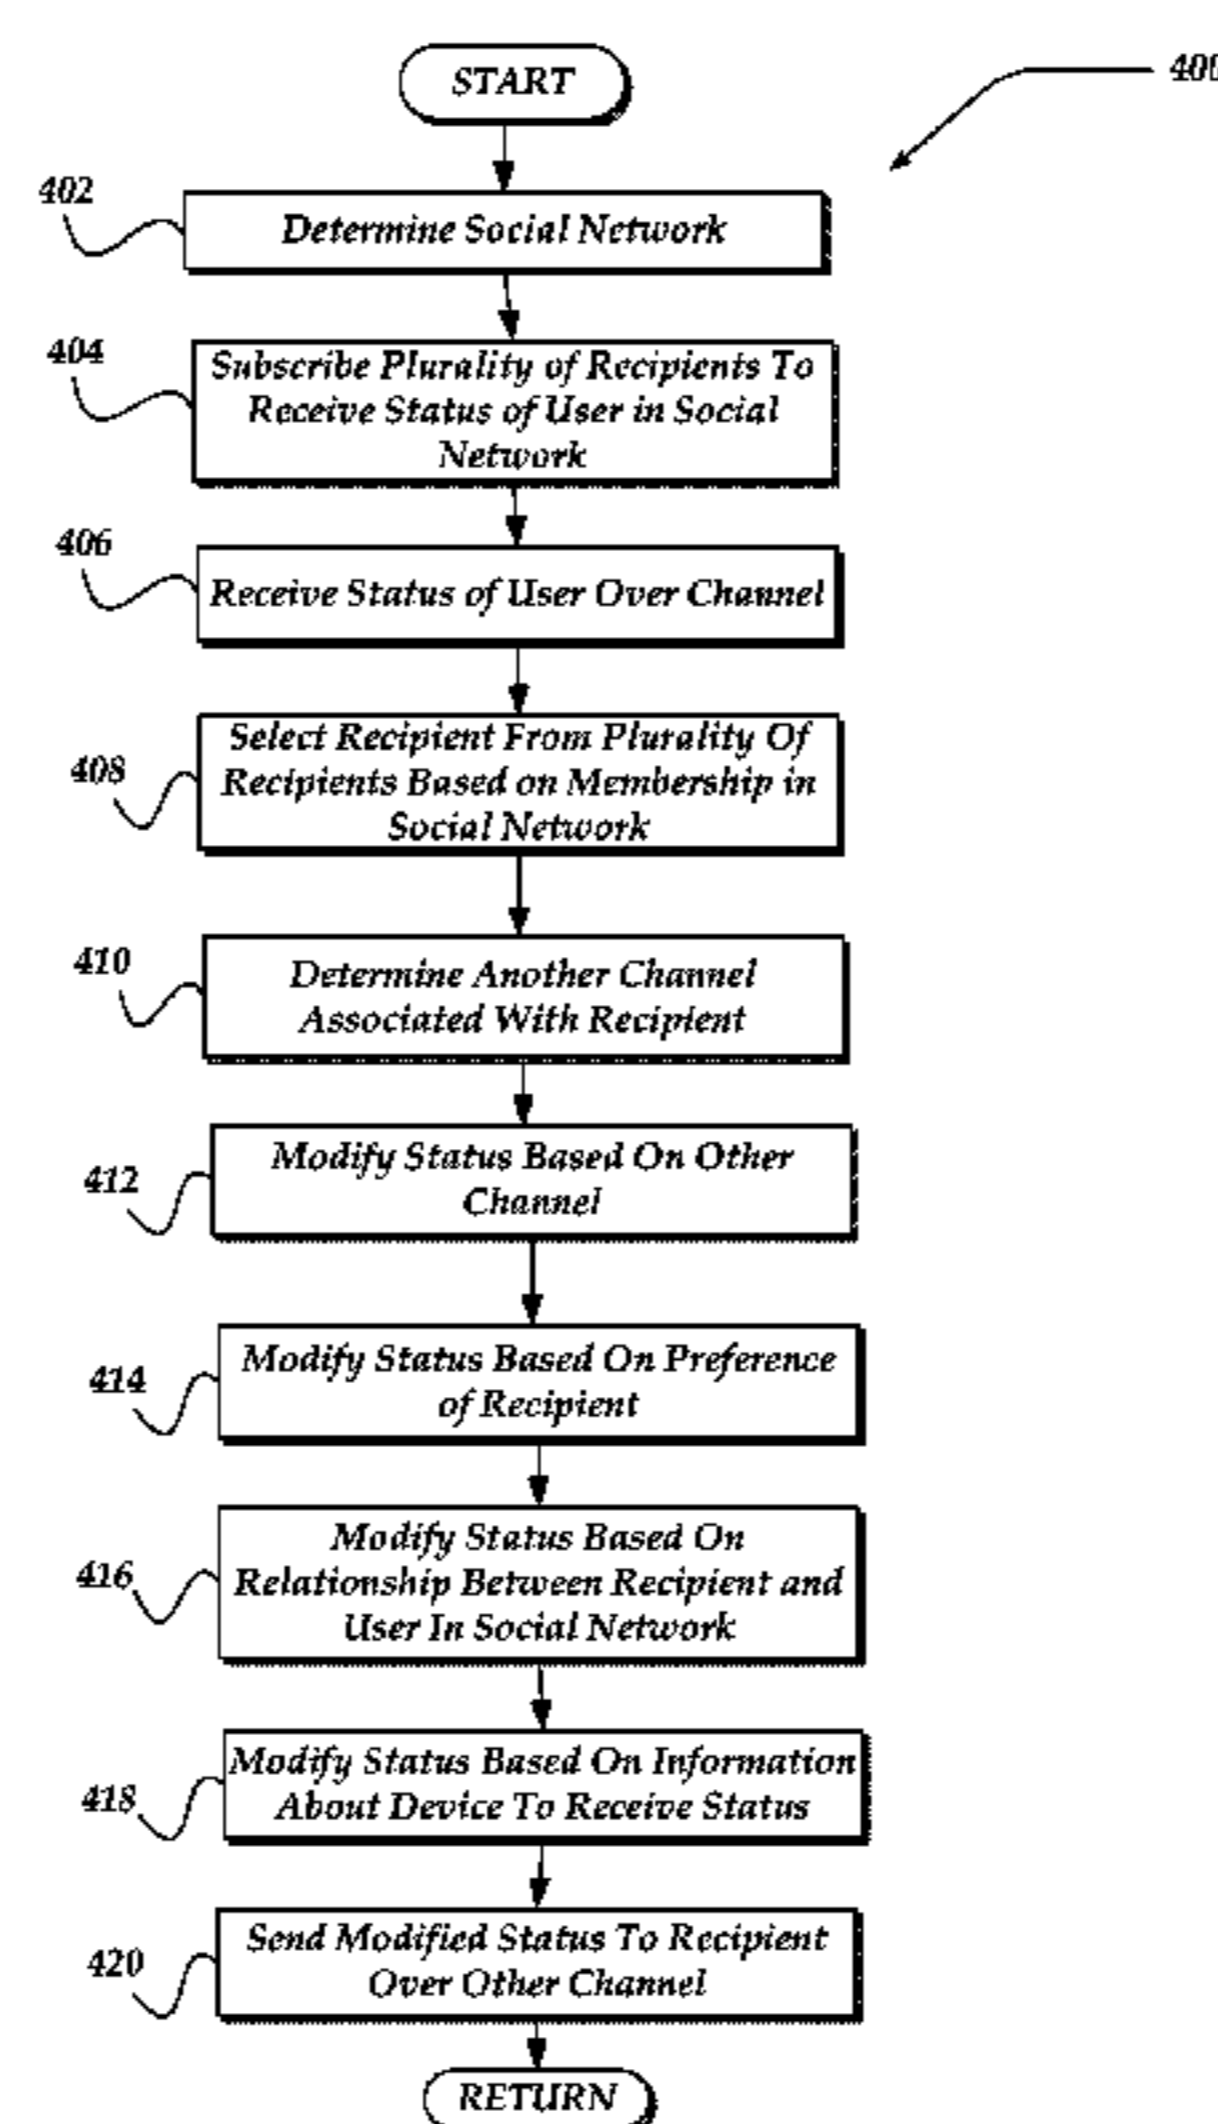 START
400
402
Determine Social Network
404
Subscribe Plurality of Recipients To
Receive Status of User in Social
Network
406
Receive Status of User Over Channel
408
Select Recipient From Plurality Of
Recipients Based on Membership in
Social Network
410
Determine Another Channel
Associated With Recipient
412
Modify Status Based On Other
Channel
414
Modify Status Based On Preference
of Recipient
416
Modify Status Based On
Relationship Between Recipient and
User In Social Network
418
Modify Status Based On Information
About Device To Receive Status
420
Send Modified Status To Recipient
Over Other Channel
RETURN